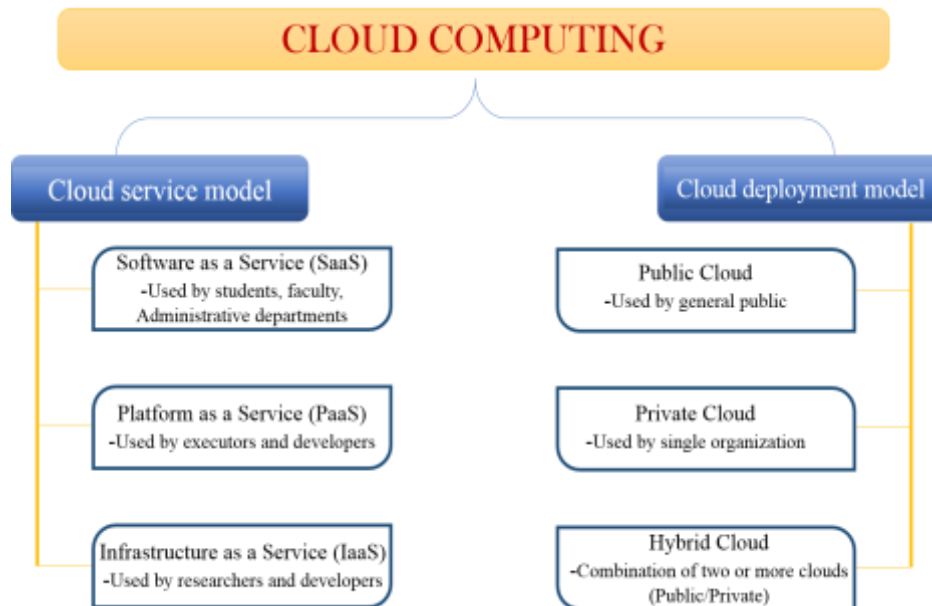 CLOUD COMPUTING
Cloud service model
Software as a Service (SaaS)
-Used by students, faculty,
Administrative departments
Platform as a Service (PaaS)
-Used by executors and developers
Infrastructure as a Service (IaaS)
-Used by researchers and developers
Cloud deployment model
Public Cloud
-Used by general public
Private Cloud
-Used by single organization
Hybrid Cloud
-Combination of two or more clouds
(Public/Private)